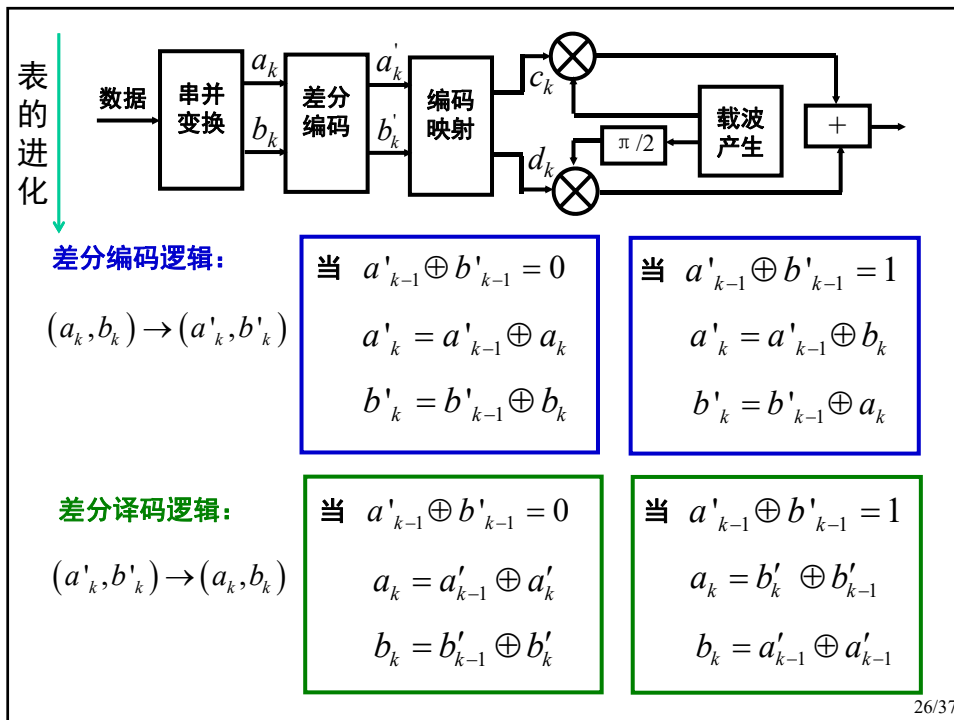 表的进化
数据
串并
变换
a_k
b_k
差分
编码
a_k^'
b_k^'
编码
映射
c_k
d_k
π/2
载波
产生
+
差分编码逻辑：
(a_k, b_k) → (a'_k, b'_k)
当 a'_{k-1} ⊕ b'_{k-1} = 0
a'_k = a'_{k-1} ⊕ a_k
b'_k = b'_{k-1} ⊕ b_k
当 a'_{k-1} ⊕ b'_{k-1} = 1
a'_k = a'_{k-1} ⊕ b_k
b'_k = b'_{k-1} ⊕ a_k
差分译码逻辑：
(a'_k, b'_k) → (a_k, b_k)
当 a'_{k-1} ⊕ b'_{k-1} = 0
a_k = a'_{k-1} ⊕ a'_k
b_k = b'_{k-1} ⊕ b'_k
当 a'_{k-1} ⊕ b'_{k-1} = 1
a_k = b'_k ⊕ b'_{k-1}
b_k = a'_{k-1} ⊕ a'_{k-1}
26/37